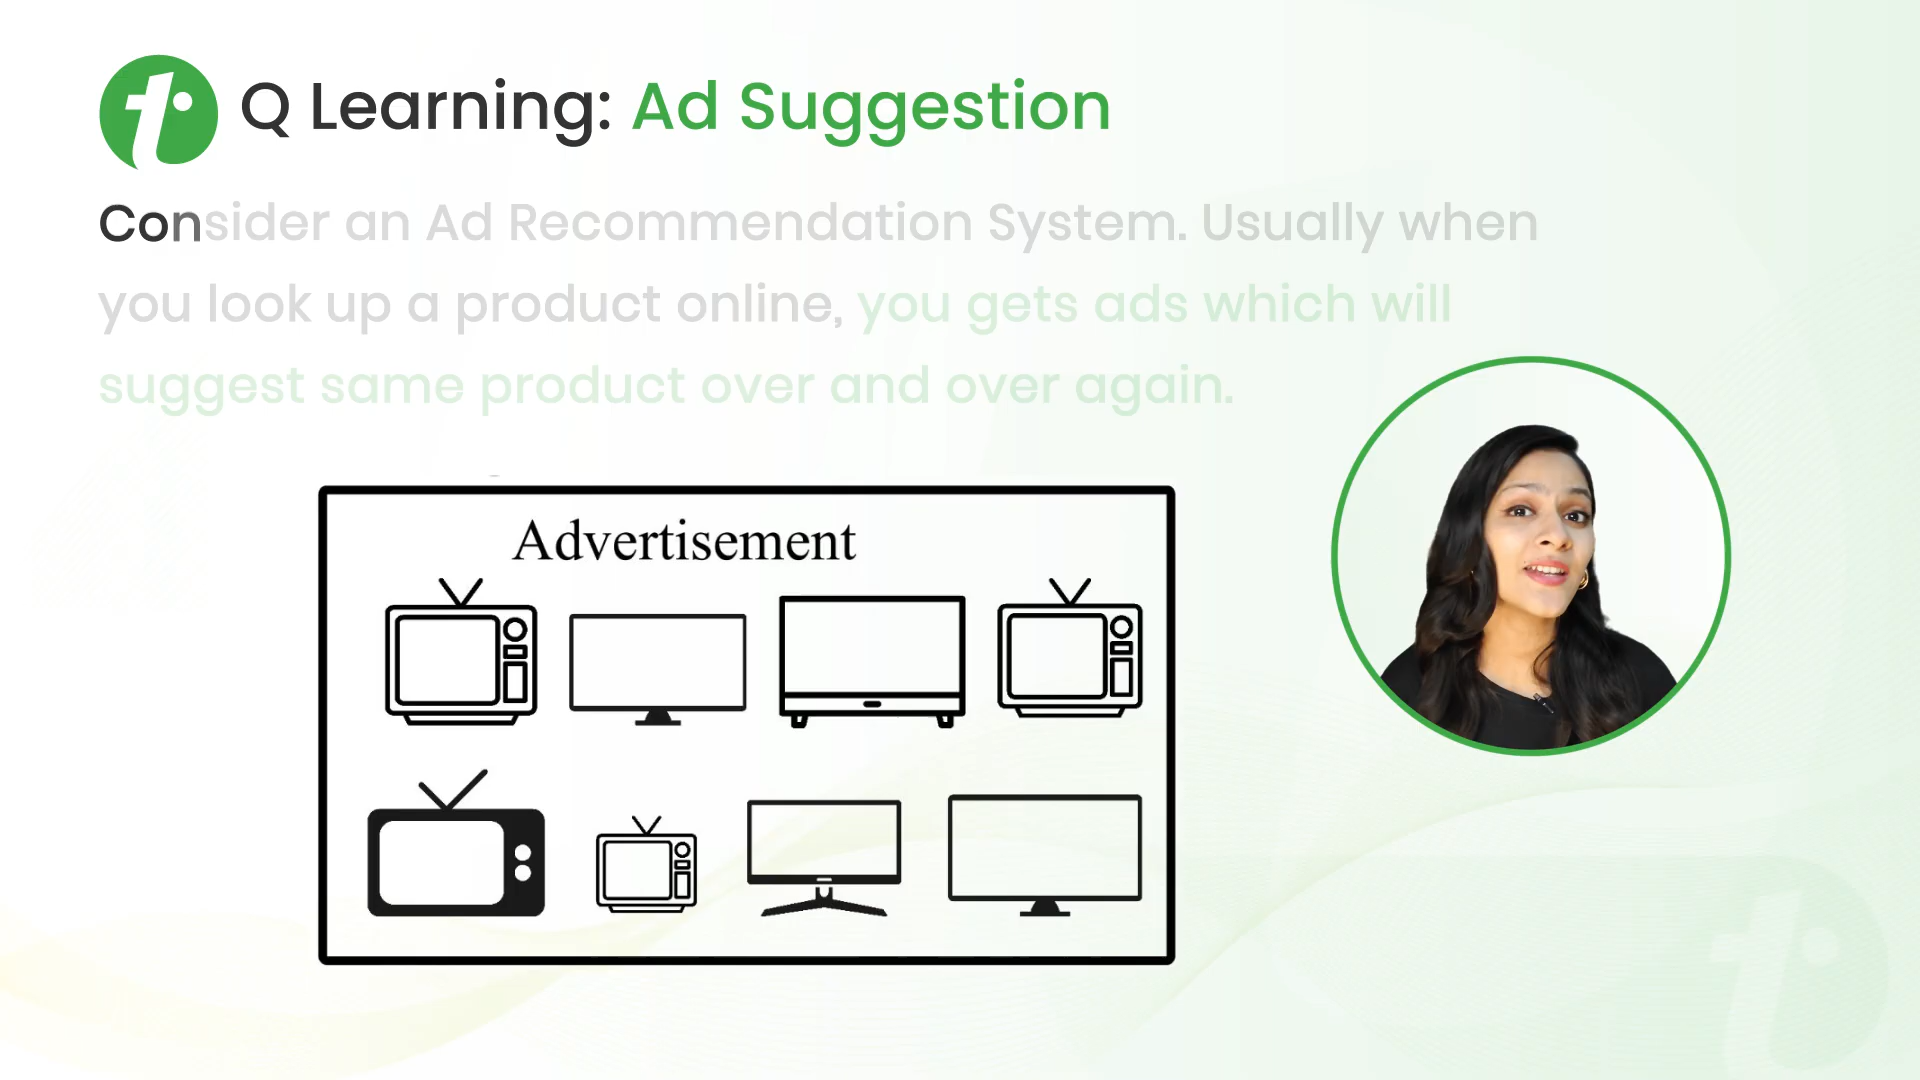 Q Learning: Ad Suggestion
Consider an Ad Recommendation System. Usually when
you look up a product online, you gets ads which will
suggest same product over and over again.
Advertisement